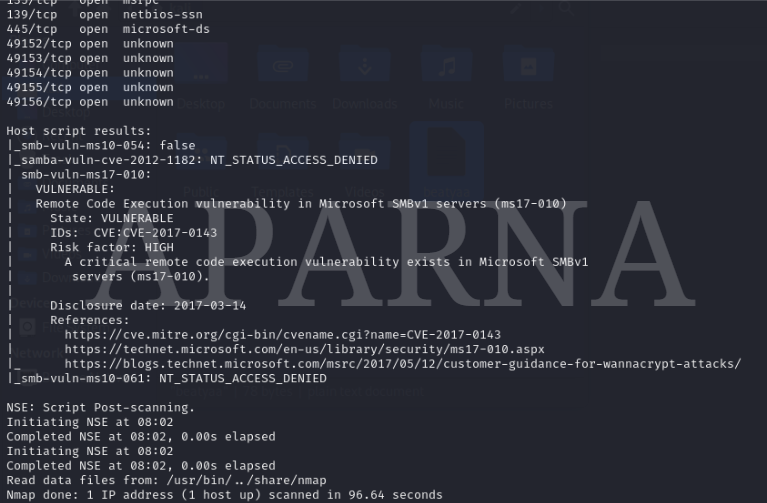 135/tcp   open  msrpc
139/tcp   open  netbios-ssn
445/tcp   open  microsoft-ds
49152/tcp open  unknown
49153/tcp open  unknown
49154/tcp open  unknown
49155/tcp open  unknown
49156/tcp open  unknown
Host script results:
|_smb-vuln-ms10-054: false
|_samba-vuln-cve-2012-1182: NT_STATUS_ACCESS_DENIED
| smb-vuln-ms17-010:
|   VULNERABLE:
|   Remote Code Execution vulnerability in Microsoft SMBv1 servers (ms17-010)
|     State: VULNERABLE
|     IDs:  CVE:CVE-2017-0143
|     Risk factor: HIGH
|       A critical remote code execution vulnerability exists in Microsoft SMBv1
|        servers (ms17-010).
|
|     Disclosure date: 2017-03-14
|     References:
|       https://cve.mitre.org/cgi-bin/cvename.cgi?name=CVE-2017-0143
|       https://technet.microsoft.com/en-us/library/security/ms17-010.aspx
|_      https://blogs.technet.microsoft.com/msrc/2017/05/12/customer-guidance-for-wannacrypt-attacks/
|_smb-vuln-ms10-061: NT_STATUS_ACCESS_DENIED
NSE: Script Post-scanning.
Initiating NSE at 08:02
Completed NSE at 08:02, 0.00s elapsed
Initiating NSE at 08:02
Completed NSE at 08:02, 0.00s elapsed
Read data files from: /usr/bin/../share/nmap
Nmap done: 1 IP address (1 host up) scanned in 96.64 seconds
APARNA
Desktop
Documents
Downloads
Music
Pictures
Public
Templates
Videos